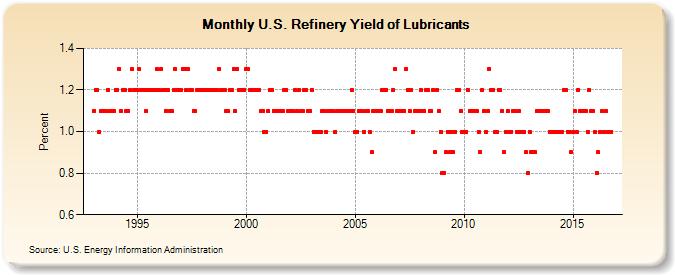 Monthly U.S. Refinery Yield of Lubricants
Percent
1.4
1.2
1.0
0.8
0.6
1995 2000 2005 2010 2015
Source: U.S. Energy Information Administration